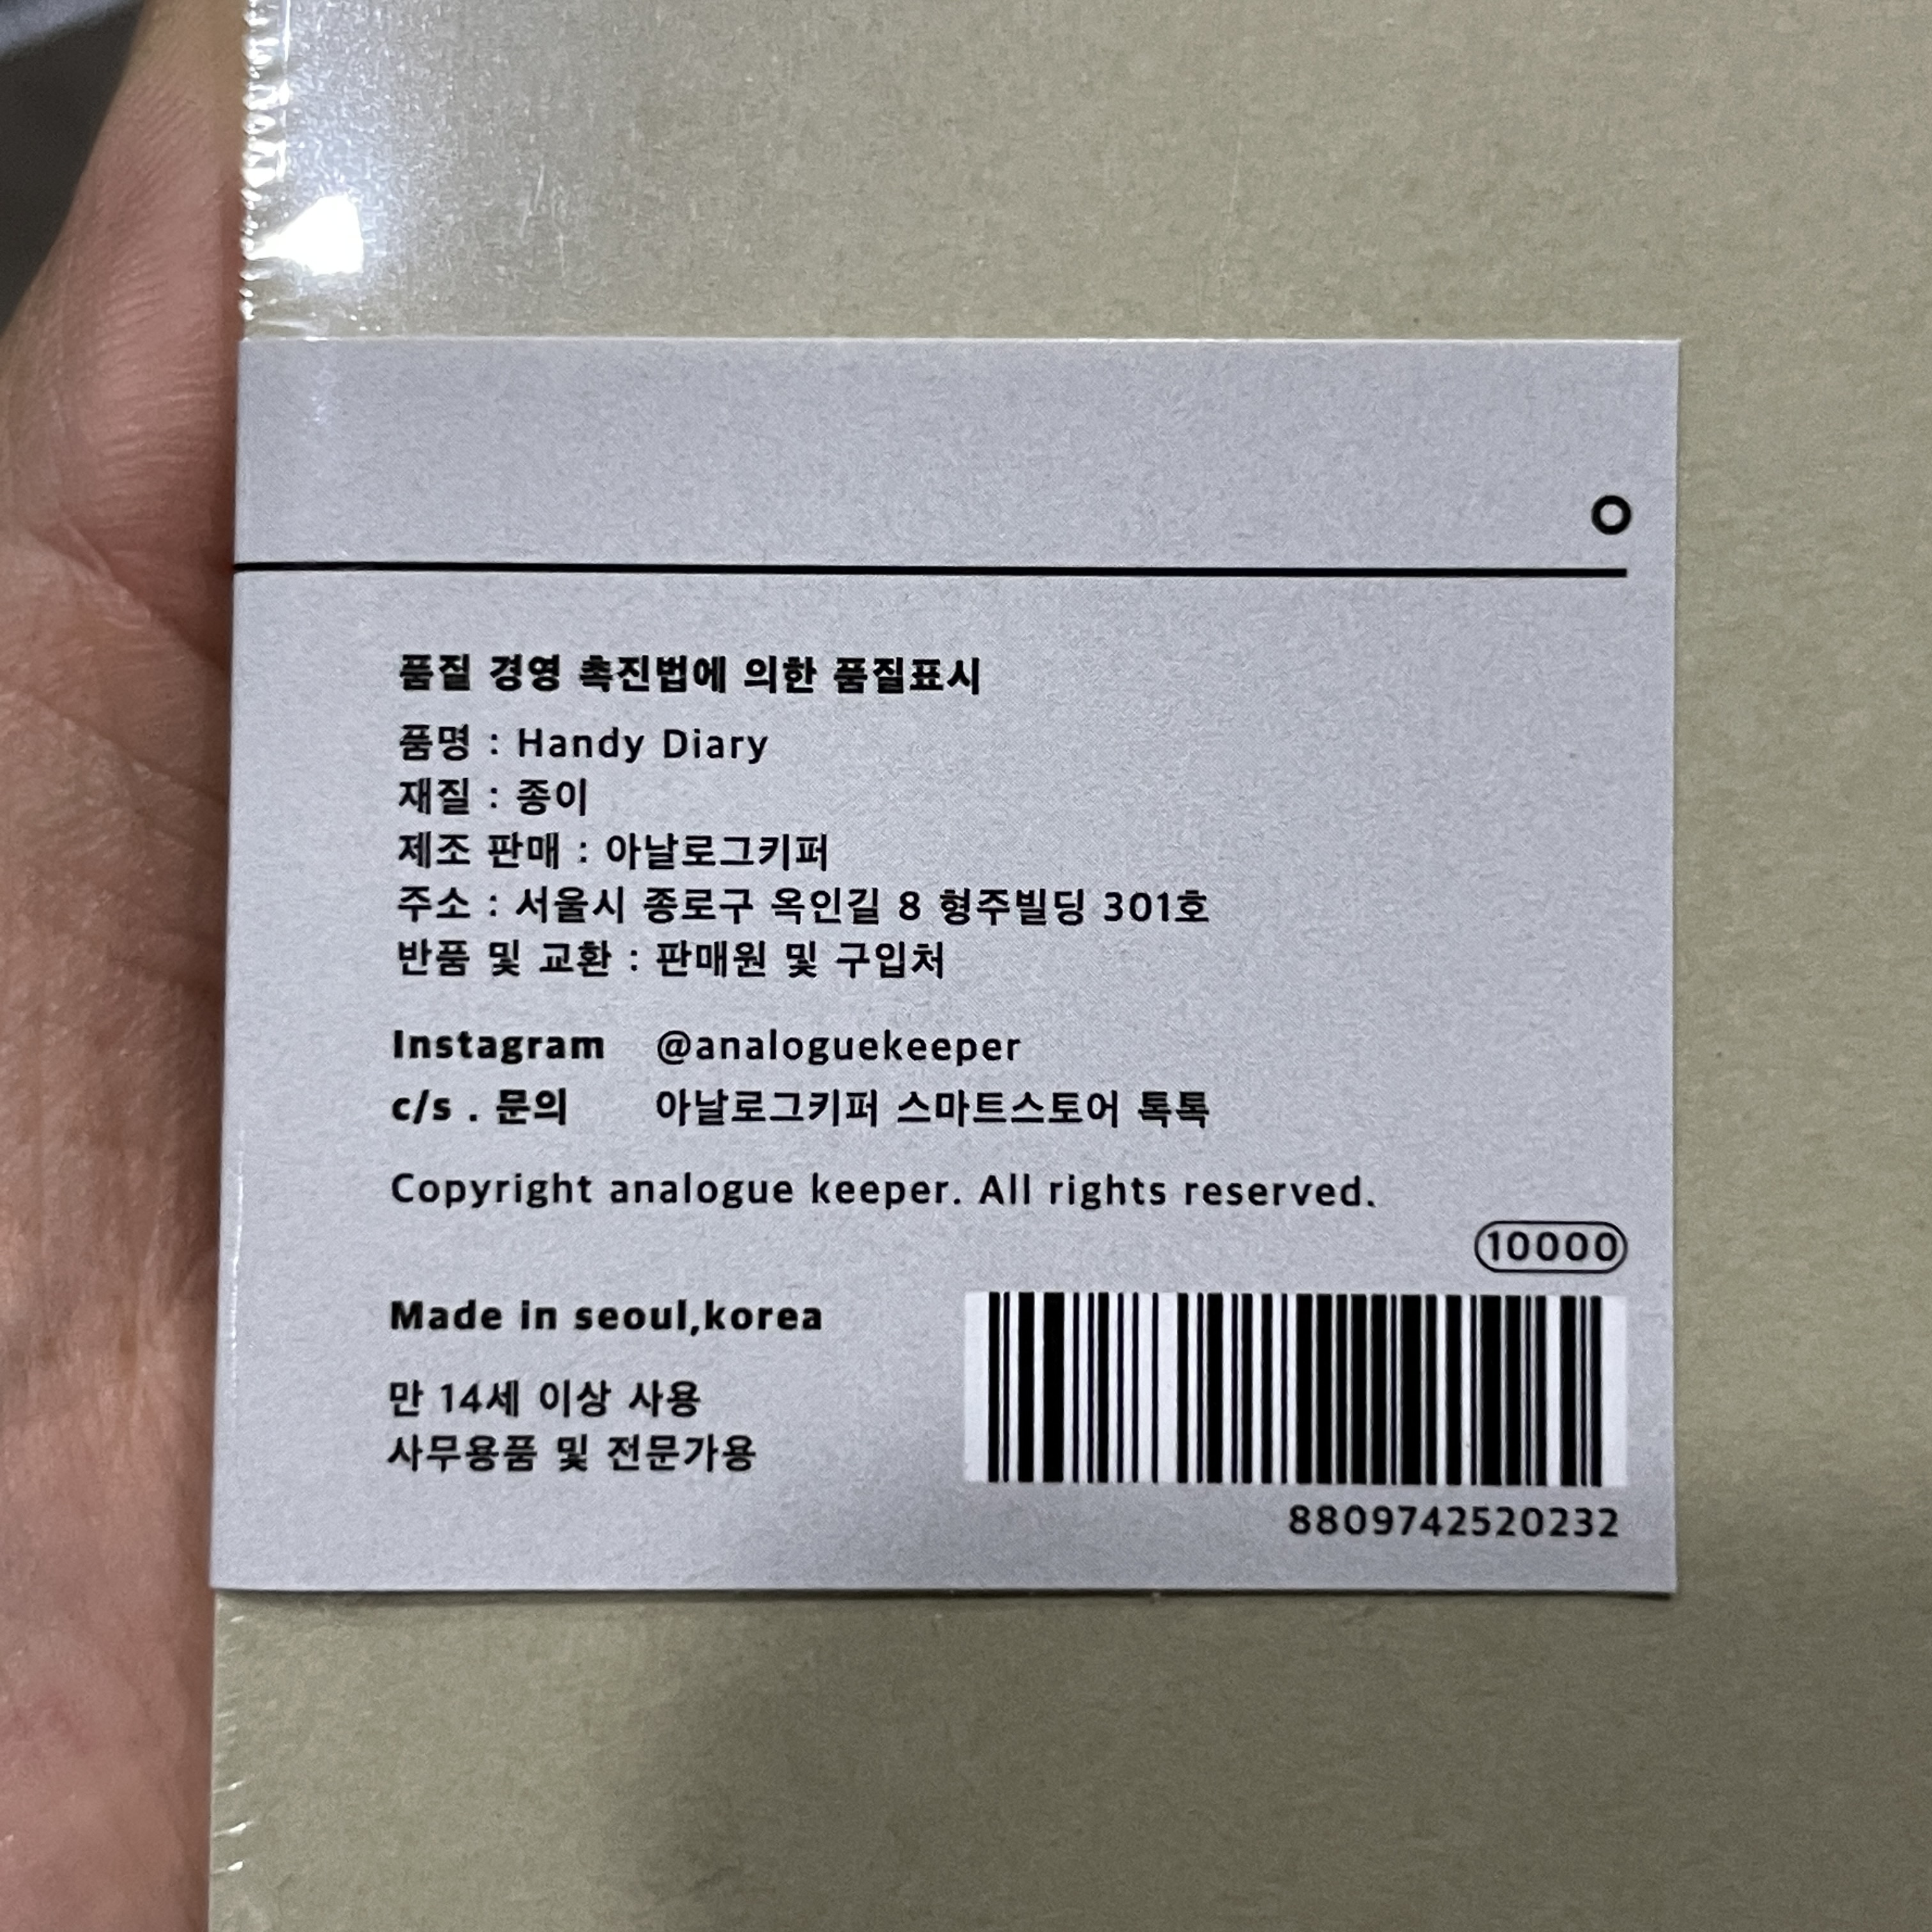 품질 경영 촉진법에 의한 품질표시
품명 : Handy Diary
재질 : 종이
제조 판매 : 아날로그키퍼
주소 : 서울시 종로구 옥인길 8 형주빌딩 301호
반품 및 교환 : 판매원 및 구입처
Instagram @analoguekeeper
c/s . 문의 아날로그키퍼 스마트스토어 톡톡
Copyright analogue keeper. All rights reserved.
10000
Made in seoul,korea
만 14세 이상 사용
사무용품 및 전문가용
8809742520232